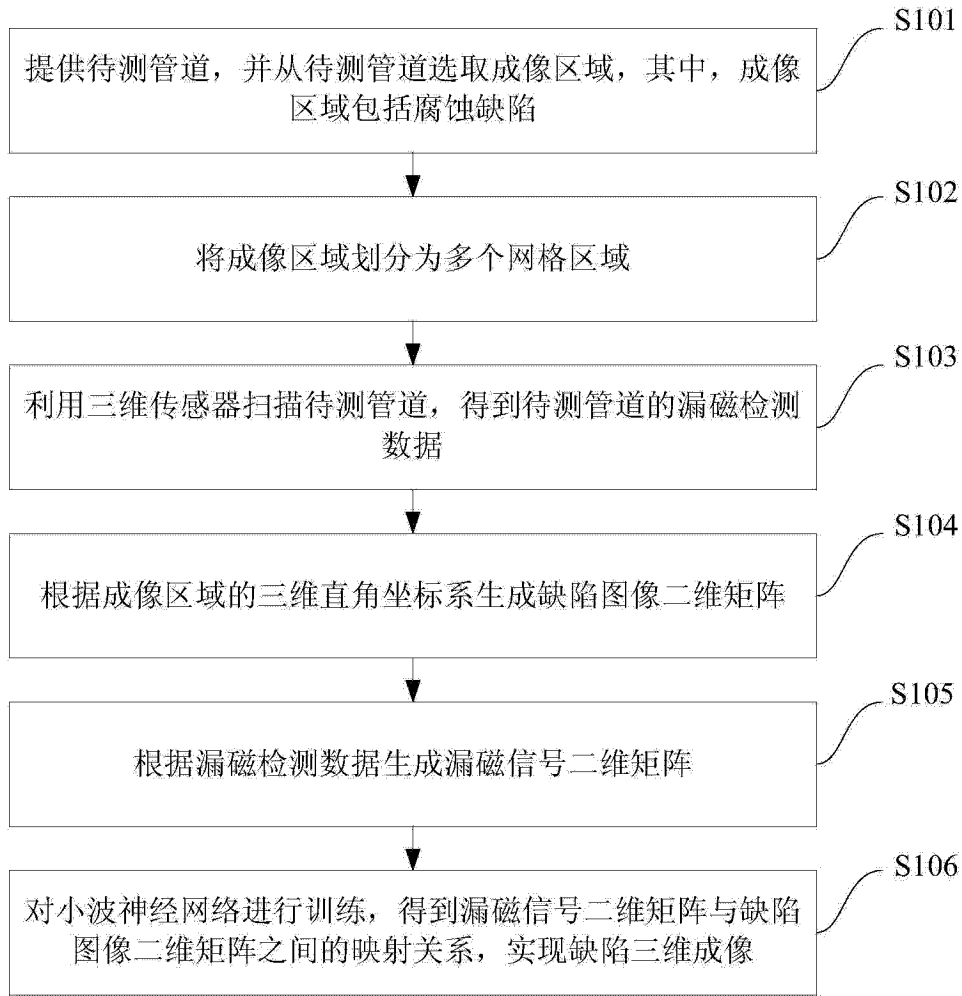 S101
提供待测管道，并从待测管道选取成像区域，其中，成像
区域包括腐蚀缺陷
S102
将成像区域划分为多个网格区域
S103
利用三维传感器扫描待测管道，得到待测管道的漏磁检测
数据
S104
根据成像区域的三维直角坐标系生成缺陷图像二维矩阵
S105
根据漏磁检测数据生成漏磁信号二维矩阵
S106
对小波神经网络进行训练，得到漏磁信号二维矩阵与缺陷
图像二维矩阵之间的映射关系，实现缺陷三维成像